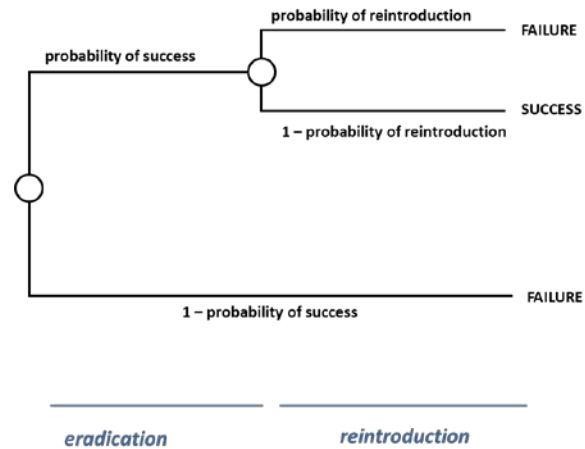 probability of reintroduction
FAILURE
probability of success
SUCCESS
1 – probability of reintroduction
FAILURE
1 – probability of success
eradication
reintroduction